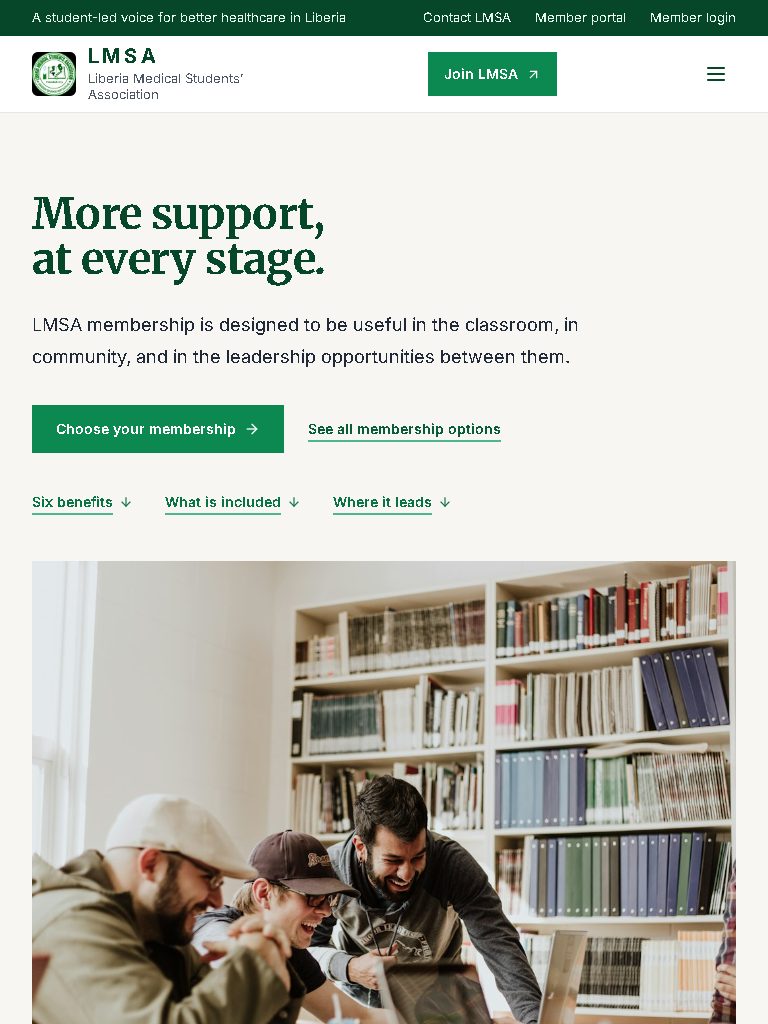 A student-led voice for better healthcare in Liberia
Contact LMSA
Member portal
Member login
LMSA
Liberia Medical Students'
Association
Join LMSA
More support,
at every stage.
LMSA membership is designed to be useful in the classroom, in
community, and in the leadership opportunities between them.
Choose your membership
See all membership options
Six benefits
What is included
Where it leads